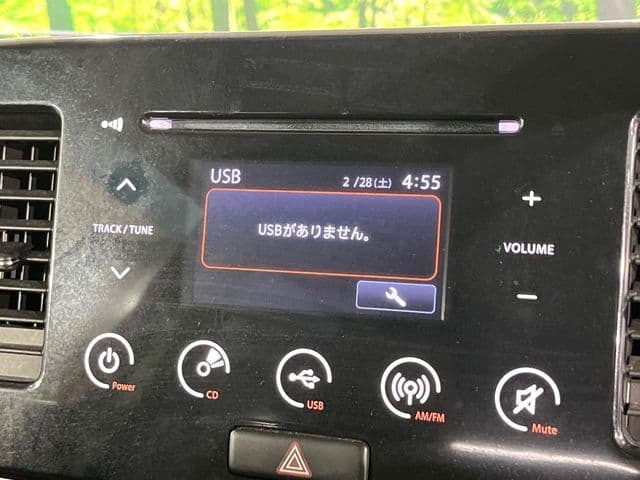 USB 2/28(土) 4:55
USBがありません。
TRACK / TUNE
VOLUME
Power
CD
USB
AM/FM
Mute